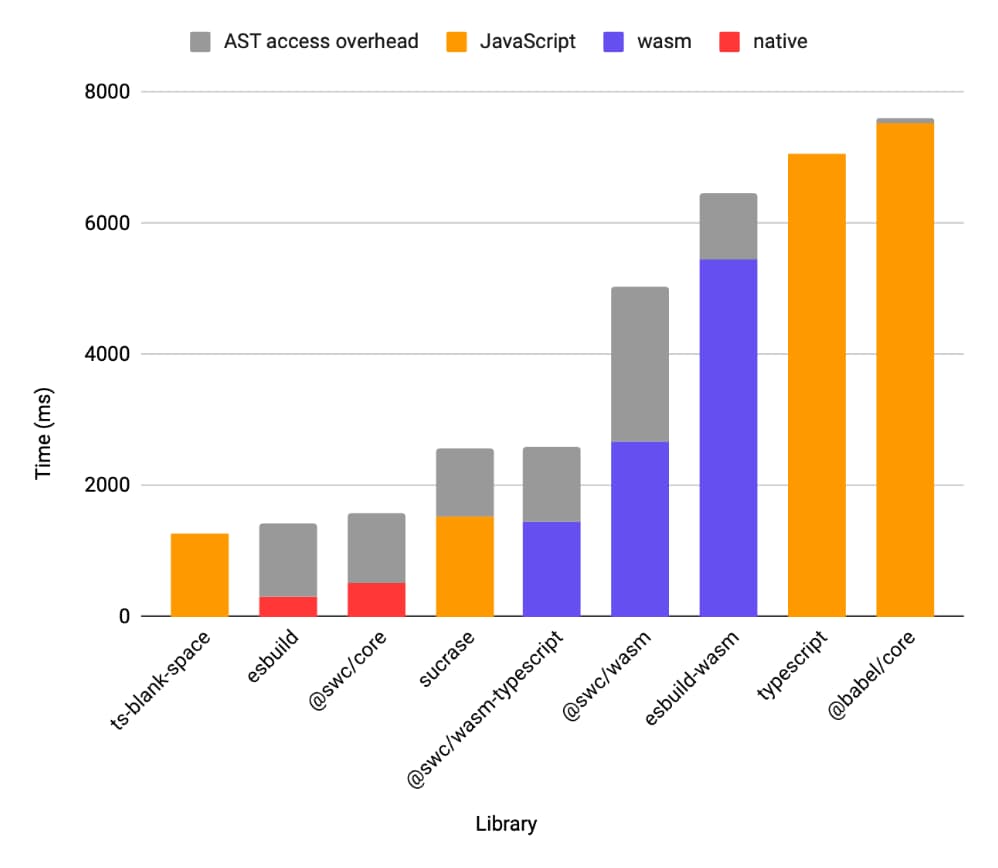 AST access overhead JavaScript wasm native
8000
6000
4000
2000
0
Time (ms)
ts-blank-space
esbuild
@swc/core
sucrase
@swc/wasm-typescript
@swc/wasm
esbuild-wasm
typescript
@babel/core
Library